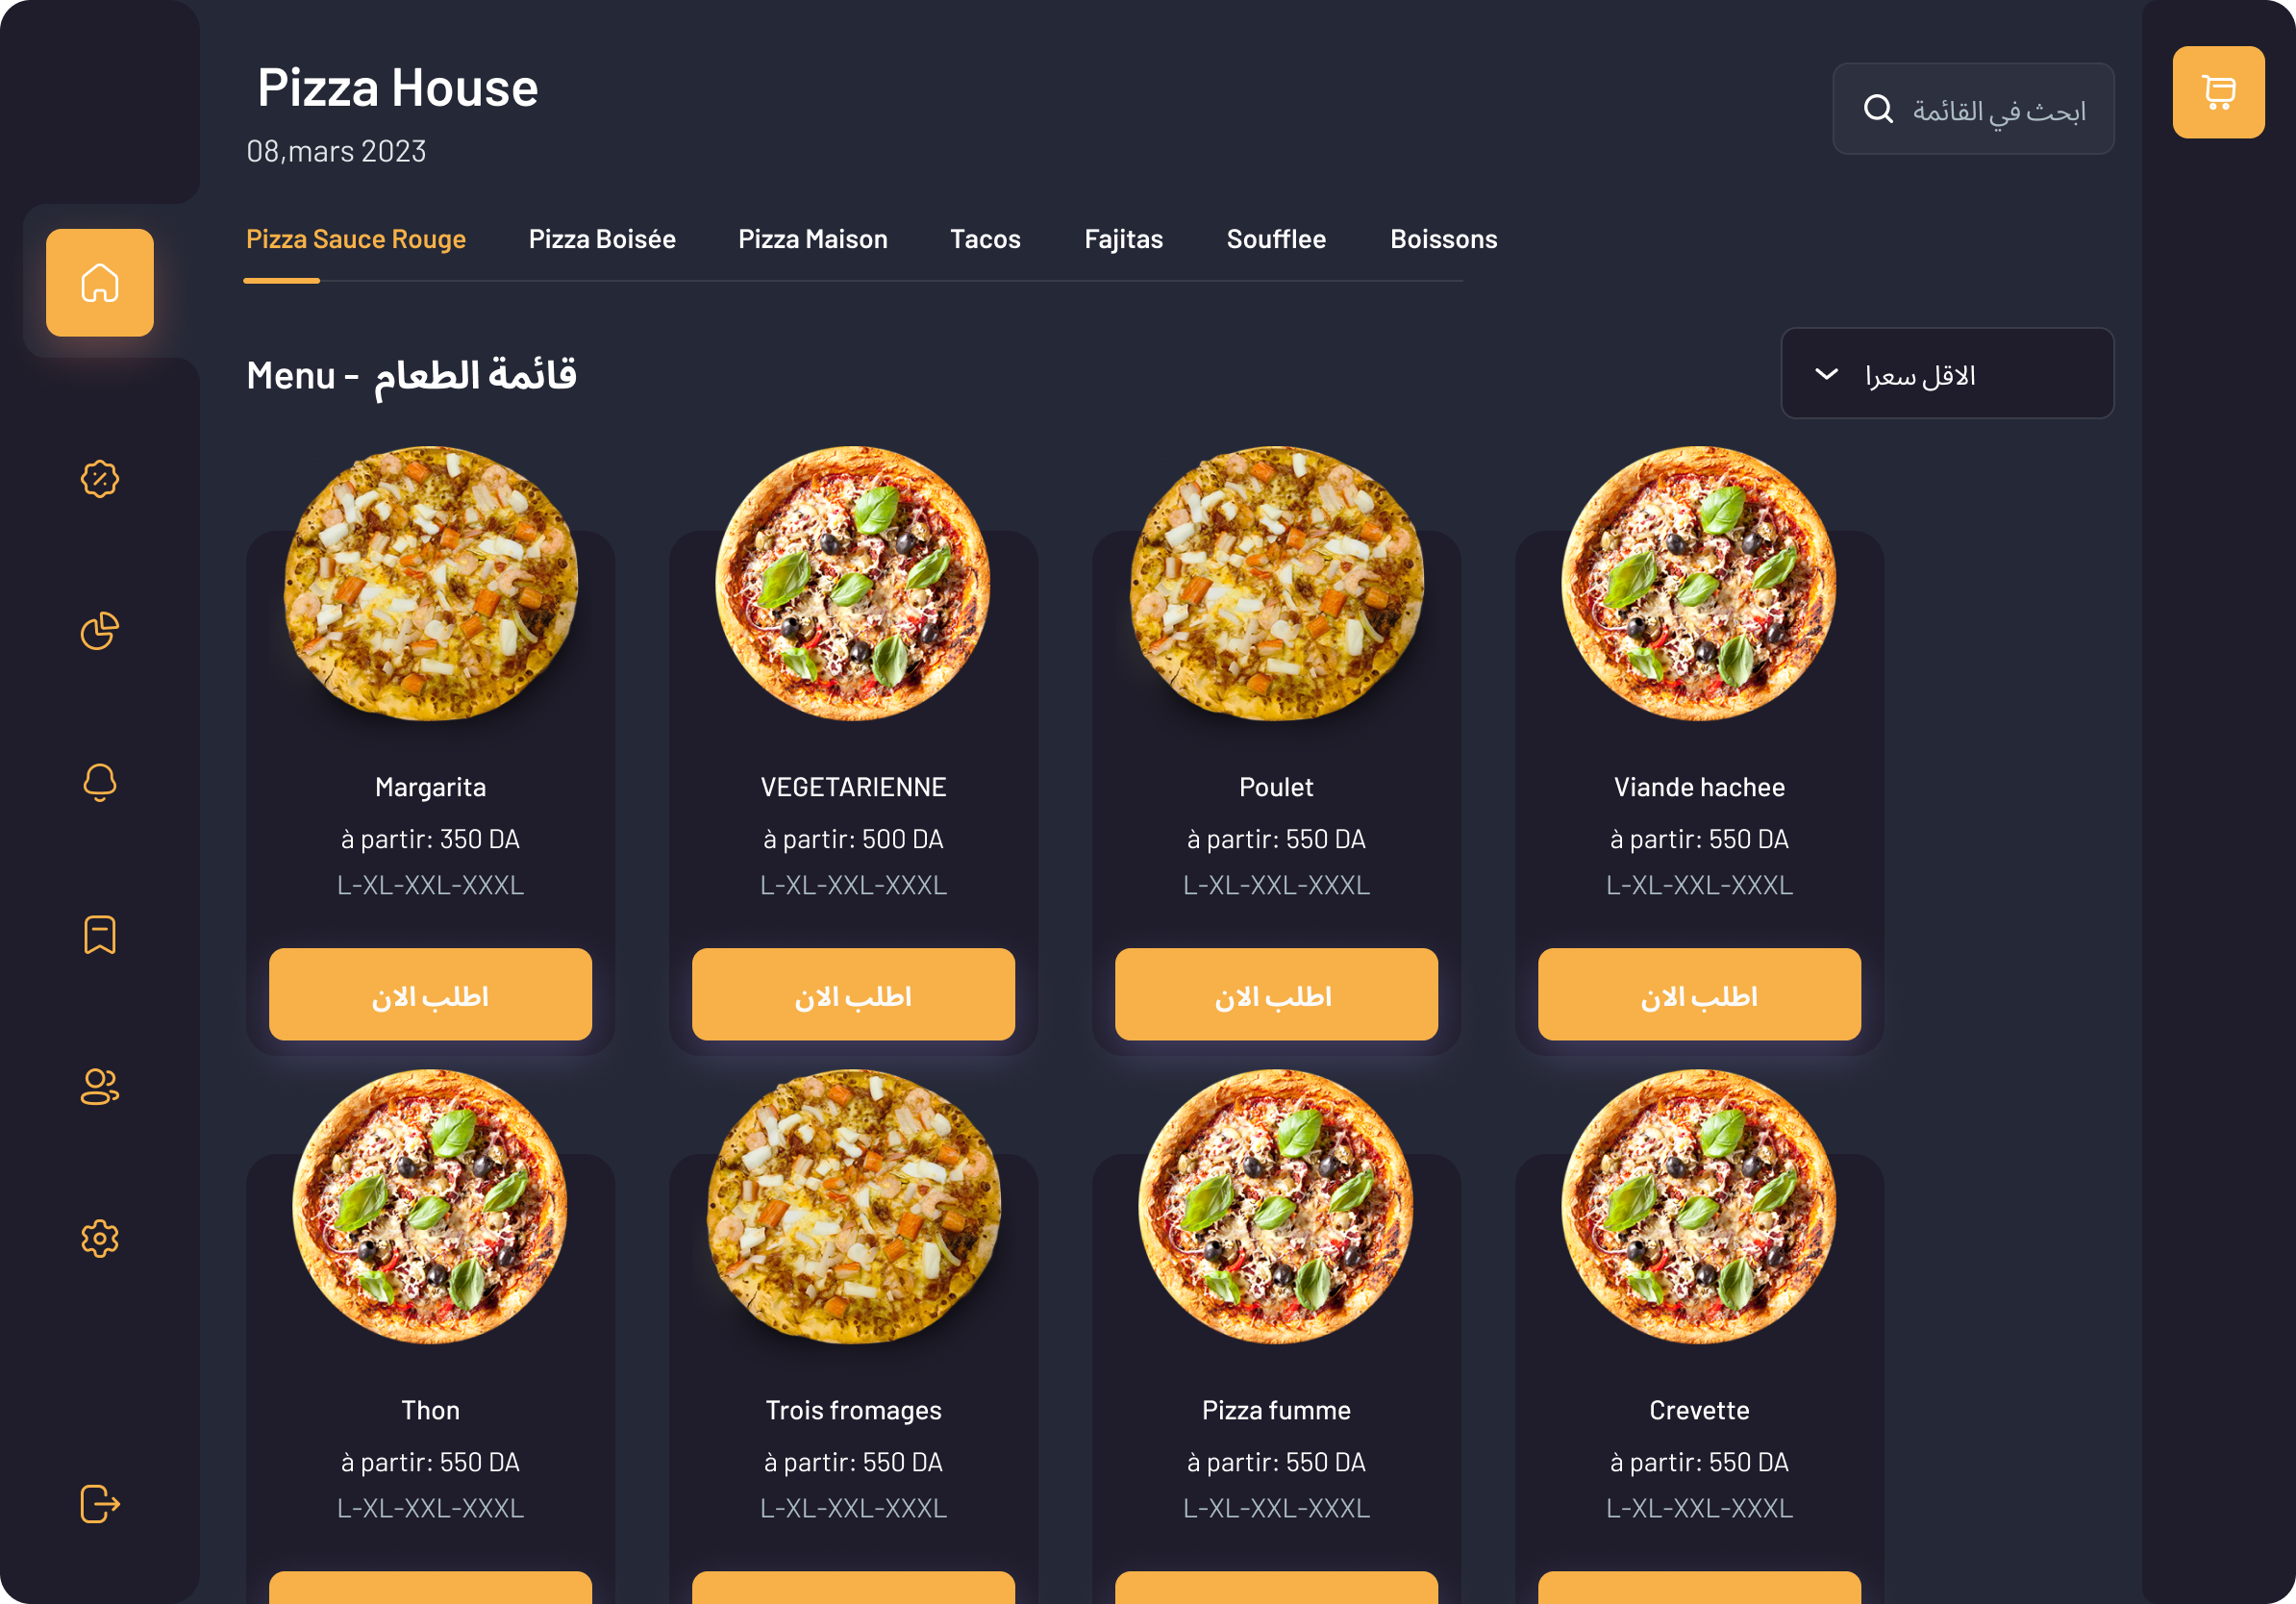 Pizza House
08,mars 2023
ابحث في القائمة
Pizza Sauce Rouge
Pizza Boisée
Pizza Maison
Tacos
Fajitas
Soufflee
Boissons
Menu - قائمة الطعام
الاقل سعرا
Margarita
à partir: 350 DA
L-XL-XXL-XXXL
اطلب الان
VEGETARIENNE
à partir: 500 DA
L-XL-XXL-XXXL
اطلب الان
Poulet
à partir: 550 DA
L-XL-XXL-XXXL
اطلب الان
Viande hachee
à partir: 550 DA
L-XL-XXL-XXXL
اطلب الان
Thon
à partir: 550 DA
L-XL-XXL-XXXL
Trois fromages
à partir: 550 DA
L-XL-XXL-XXXL
Pizza fumme
à partir: 550 DA
L-XL-XXL-XXXL
Crevette
à partir: 550 DA
L-XL-XXL-XXXL